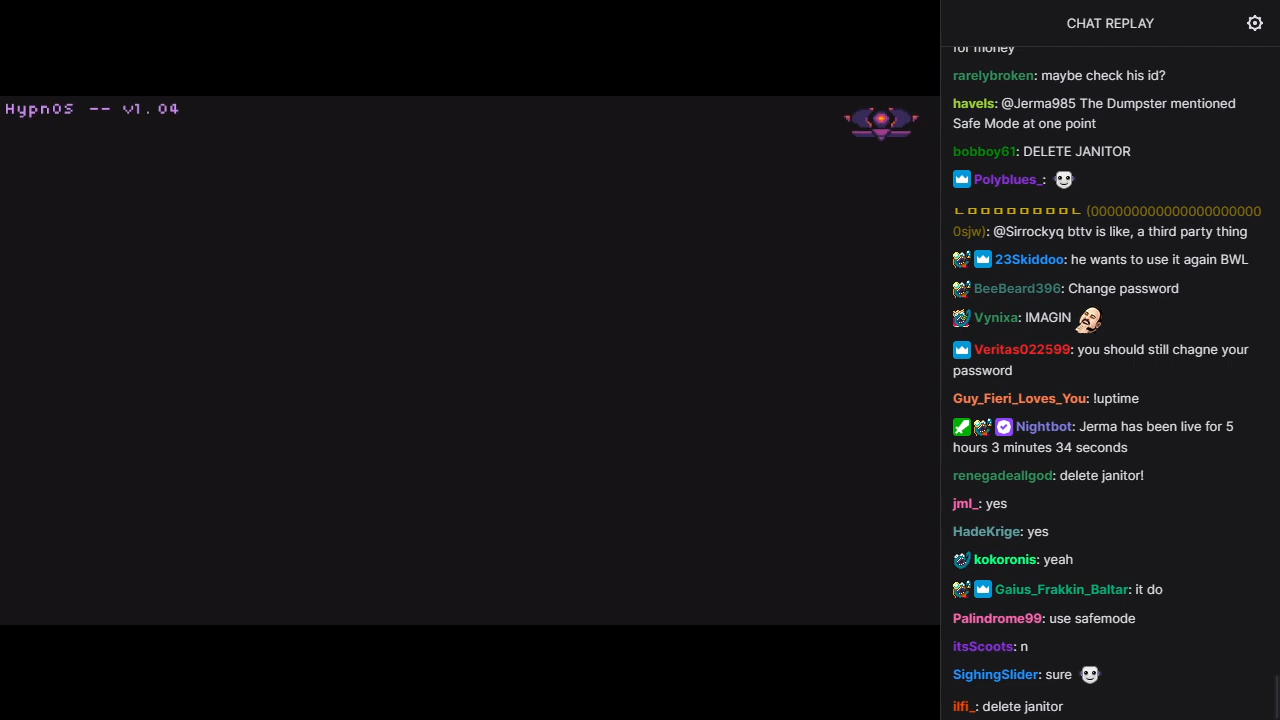 HypnOS -- v1.04
CHAT REPLAY
for money
rarelybroken: maybe check his id?
havels: @Jerma985 The Dumpster mentioned
Safe Mode at one point
bobboy61: DELETE JANITOR
Polyblues_:
ㄴㅁㅁㅁㅁㅁㅁㅁㅁㄴ (000000000000000000000
0sjw): @Sirrockyq bttv is like, a third party thing
23Skiddoo: he wants to use it again BWL
BeeBeard396: Change password
Vynixa: IMAGIN
Veritas022599: you should still chagne your
password
Guy_Fieri_Loves_You: !uptime
Nightbot: Jerma has been live for 5
hours 3 minutes 34 seconds
renegadeallgod: delete janitor!
jml_: yes
HadeKrige: yes
kokoronis: yeah
Gaius_Frakkin_Baltar: it do
Palindrome99: use safemode
itsScoots: n
SighingSlider: sure
ilfi_: delete janitor